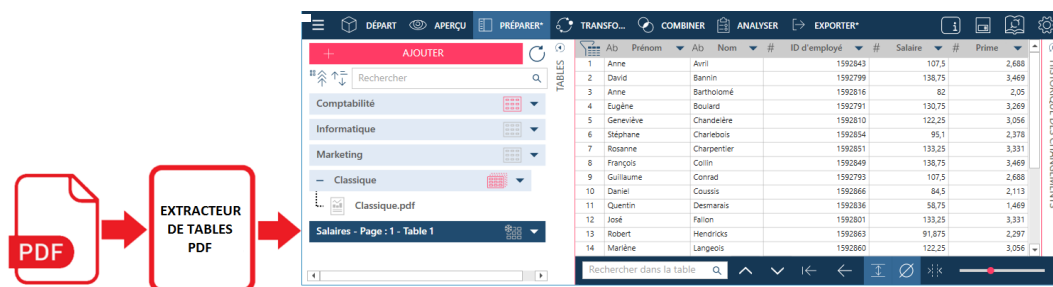 DÉPART APERÇU PRÉPARER* TRANSFO... COMBINER ANALYSER EXPORTER*
+ AJOUTER
Rechercher
TABLES
Comptabilité
Informatique
Marketing
– Classique
Classique.pdf
Salaires - Page : 1 - Table 1
Ab Prénom Ab Nom # ID d'employé # Salaire # Prime
1 Anne Avril 1592843 107,5 2,688
2 David Bannin 1592799 138,75 3,469
3 Anne Bartholomé 1592816 82 2,05
4 Eugène Boulard 1592791 130,75 3,269
5 Geneviève Chandelère 1592810 122,25 3,056
6 Stéphane Charlebois 1592854 95,1 2,378
7 Rosanne Charpentier 1592851 133,25 3,331
8 François Collin 1592849 138,75 3,469
9 Guillaume Conrad 1592793 107,5 2,688
10 Daniel Coussis 1592866 84,5 2,113
11 Quentin Desmarais 1592836 58,75 1,469
12 José Fallon 1592801 133,25 3,331
13 Robert Hendricks 1592863 91,875 2,297
14 Marlène Langeois 1592860 122,25 3,056
Rechercher dans la table
PDF
EXTRACTEUR
DE TABLES
PDF